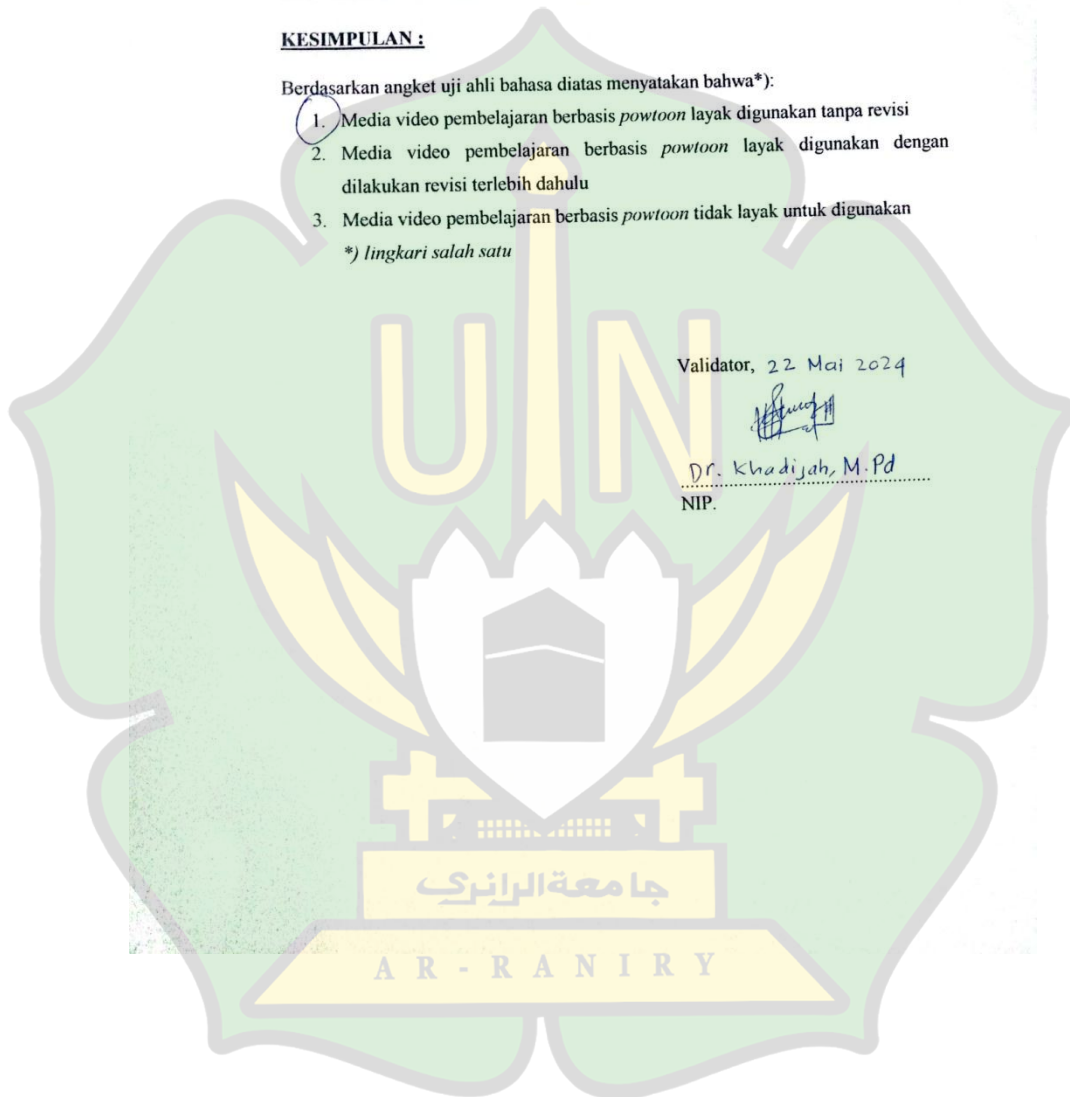 KESIMPULAN :
Berdasarkan angket uji ahli bahasa diatas menyatakan bahwa*):
1. Media video pembelajaran berbasis powtoon layak digunakan tanpa revisi
2. Media video pembelajaran berbasis powtoon layak digunakan dengan
dilakukan revisi terlebih dahulu
3. Media video pembelajaran berbasis powtoon tidak layak untuk digunakan
*) lingkari salah satu
UIN
Validator, 22 Mai 2024
Dr. Khadijah, M.Pd
NIP.
جامعة الرانري
AR-RANIRY